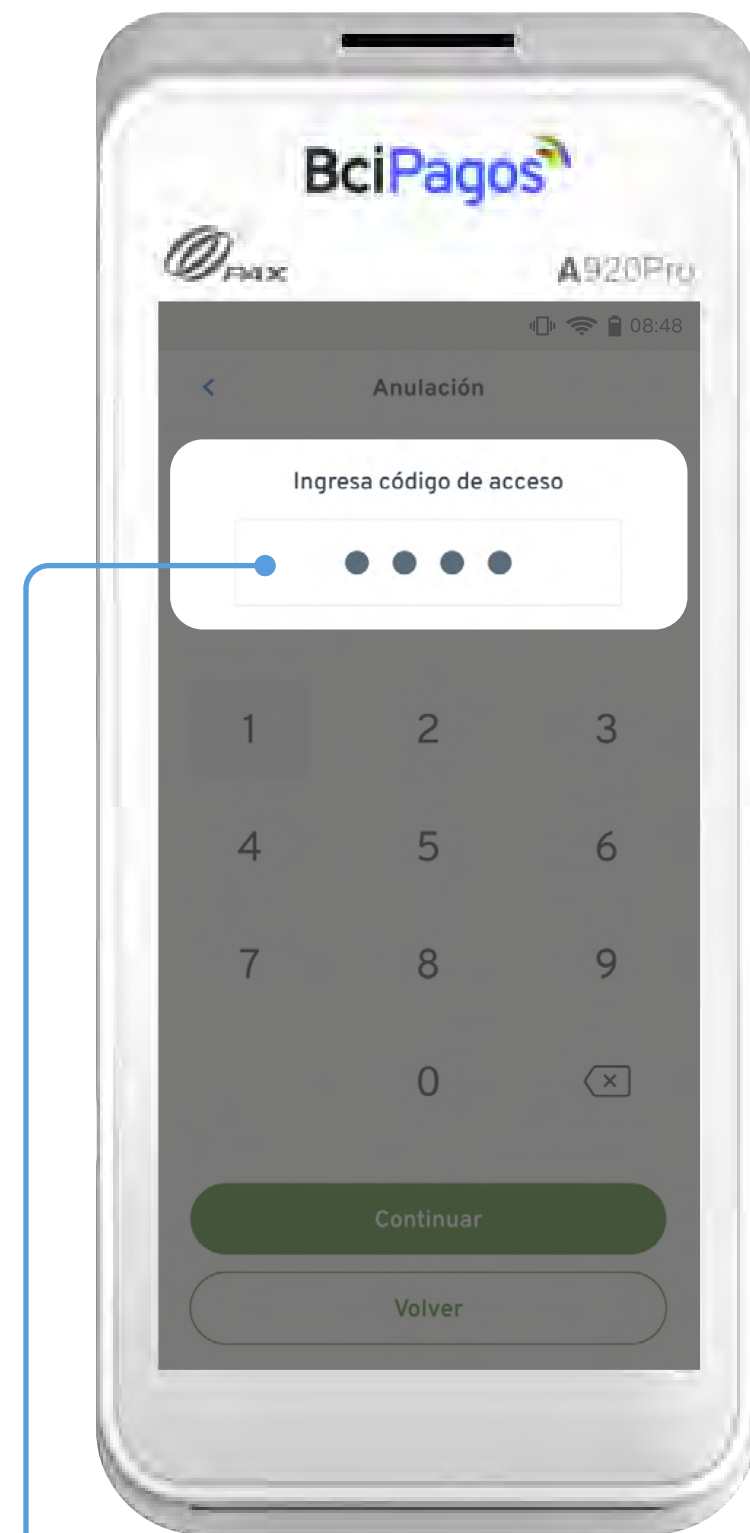 BciPagos
PAX
A920Pro
08:48
Anulación
Ingresa código de acceso
1 2 3
4 5 6
7 8 9
0
Continuar
Volver